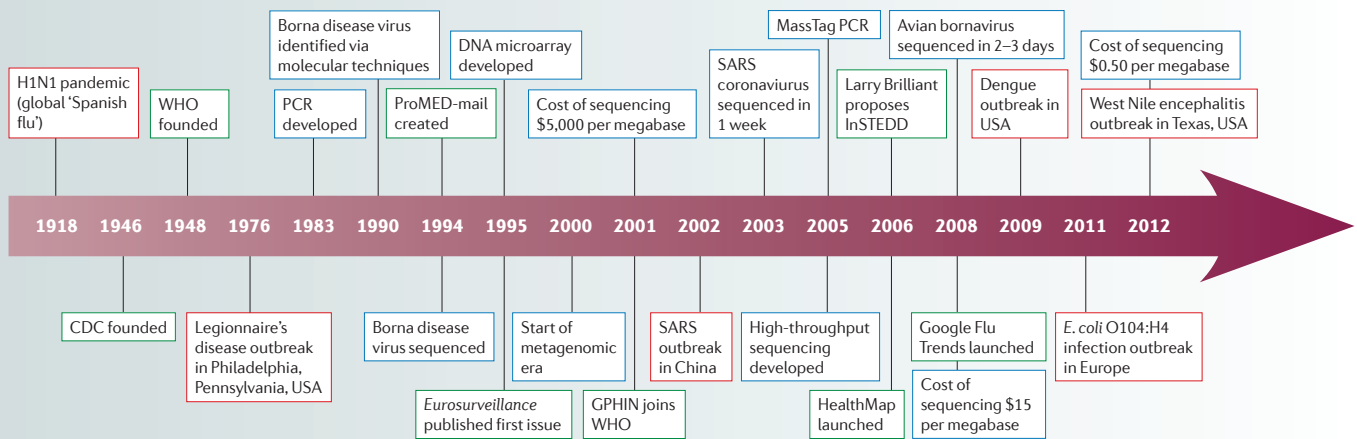 H1N1 pandemic
(global ‘Spanish
flu’)
WHO
founded
Borna disease virus
identified via
molecular techniques
PCR
developed
ProMED-mail
created
DNA microarray
developed
Cost of sequencing
$5,000 per megabase
SARS
coronaviurus
sequenced in
1 week
MassTag PCR
Larry Brilliant
proposes
InSTEDD
Avian bornavirus
sequenced in 2–3 days
Dengue
outbreak in
USA
Cost of sequencing
$0.50 per megabase
West Nile encephalitis
outbreak in Texas, USA
1918 1946 1948 1976 1983 1990 1994 1995 2000 2001 2002 2003 2005 2006 2008 2009 2011 2012
CDC founded
Legionnaire’s
disease outbreak
in Philadelphia,
Pennsylvania, USA
Borna disease
virus sequenced
Eurosurveillance
published first issue
Start of
metagenomic
era
GPHIN joins
WHO
SARS
outbreak
in China
High-throughput
sequencing
developed
HealthMap
launched
Google Flu
Trends launched
Cost of
sequencing $15
per megabase
E. coli O104:H4
infection outbreak
in Europe